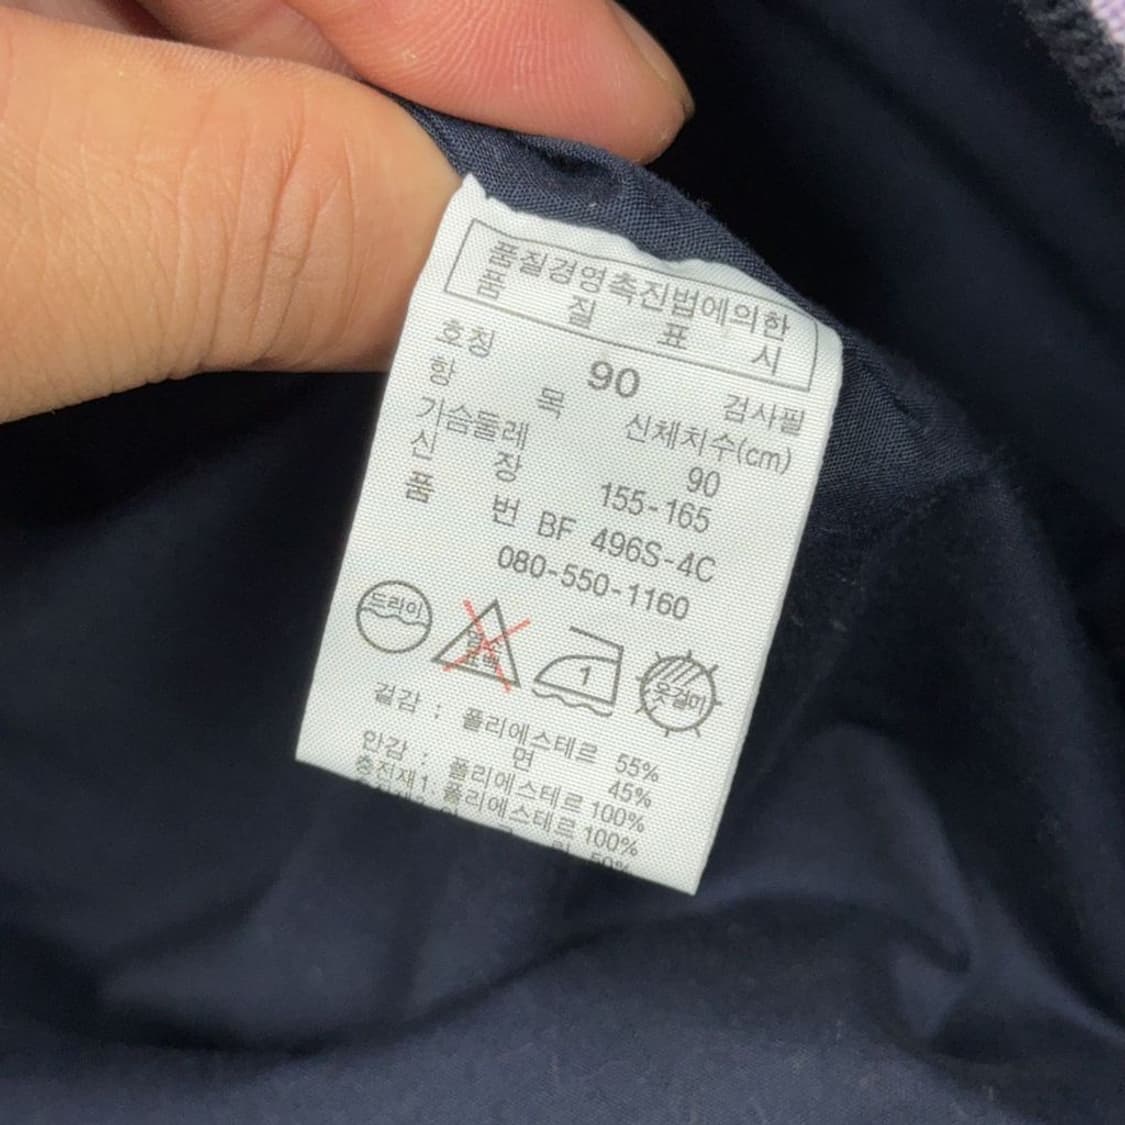 품질경영촉진법에의한
품 질 표 시
호칭 90 검사필
항 목 신체치수(cm)
가슴둘레 90
신 장 155-165
품 번 BF 496S-4C
080-550-1160
드라이
1
옷걸이
겉감 : 폴리에스테르 55%
면 45%
안감 : 폴리에스테르 100%
충전재1: 폴리에스테르 100%
50%